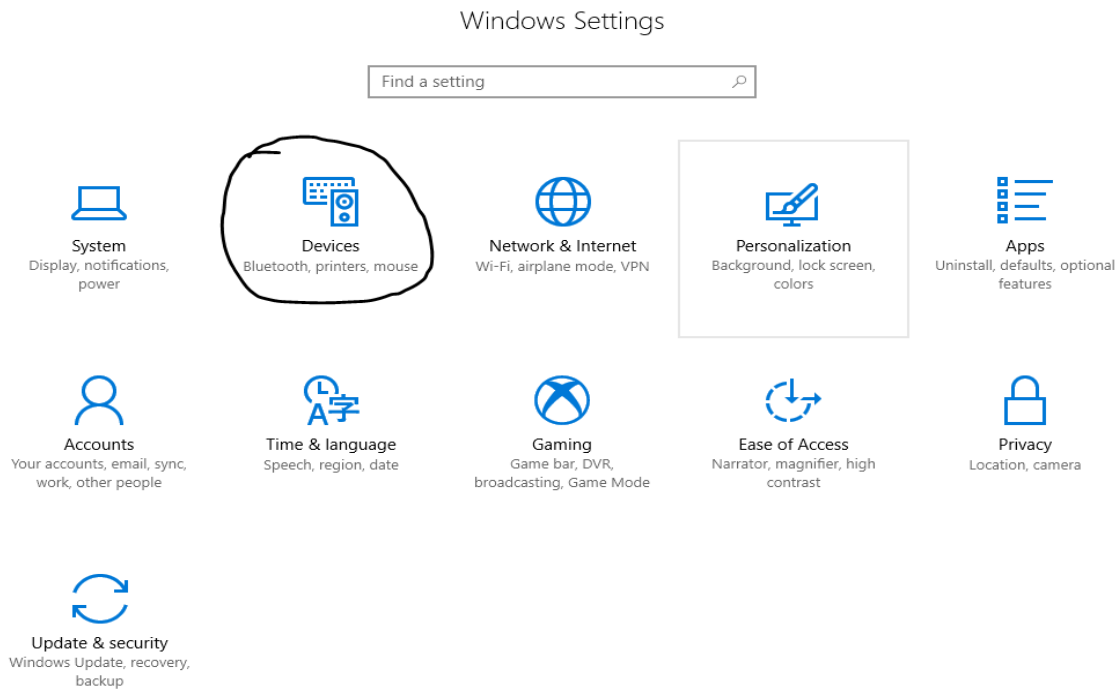 Windows Settings
Find a setting
System
Display, notifications,
power
Devices
Bluetooth, printers, mouse
Network & Internet
Wi-Fi, airplane mode, VPN
Personalization
Background, lock screen,
colors
Apps
Uninstall, defaults, optional
features
Accounts
Your accounts, email, sync,
work, other people
Time & language
Speech, region, date
Gaming
Game bar, DVR,
broadcasting, Game Mode
Ease of Access
Narrator, magnifier, high
contrast
Privacy
Location, camera
Update & security
Windows Update, recovery,
backup